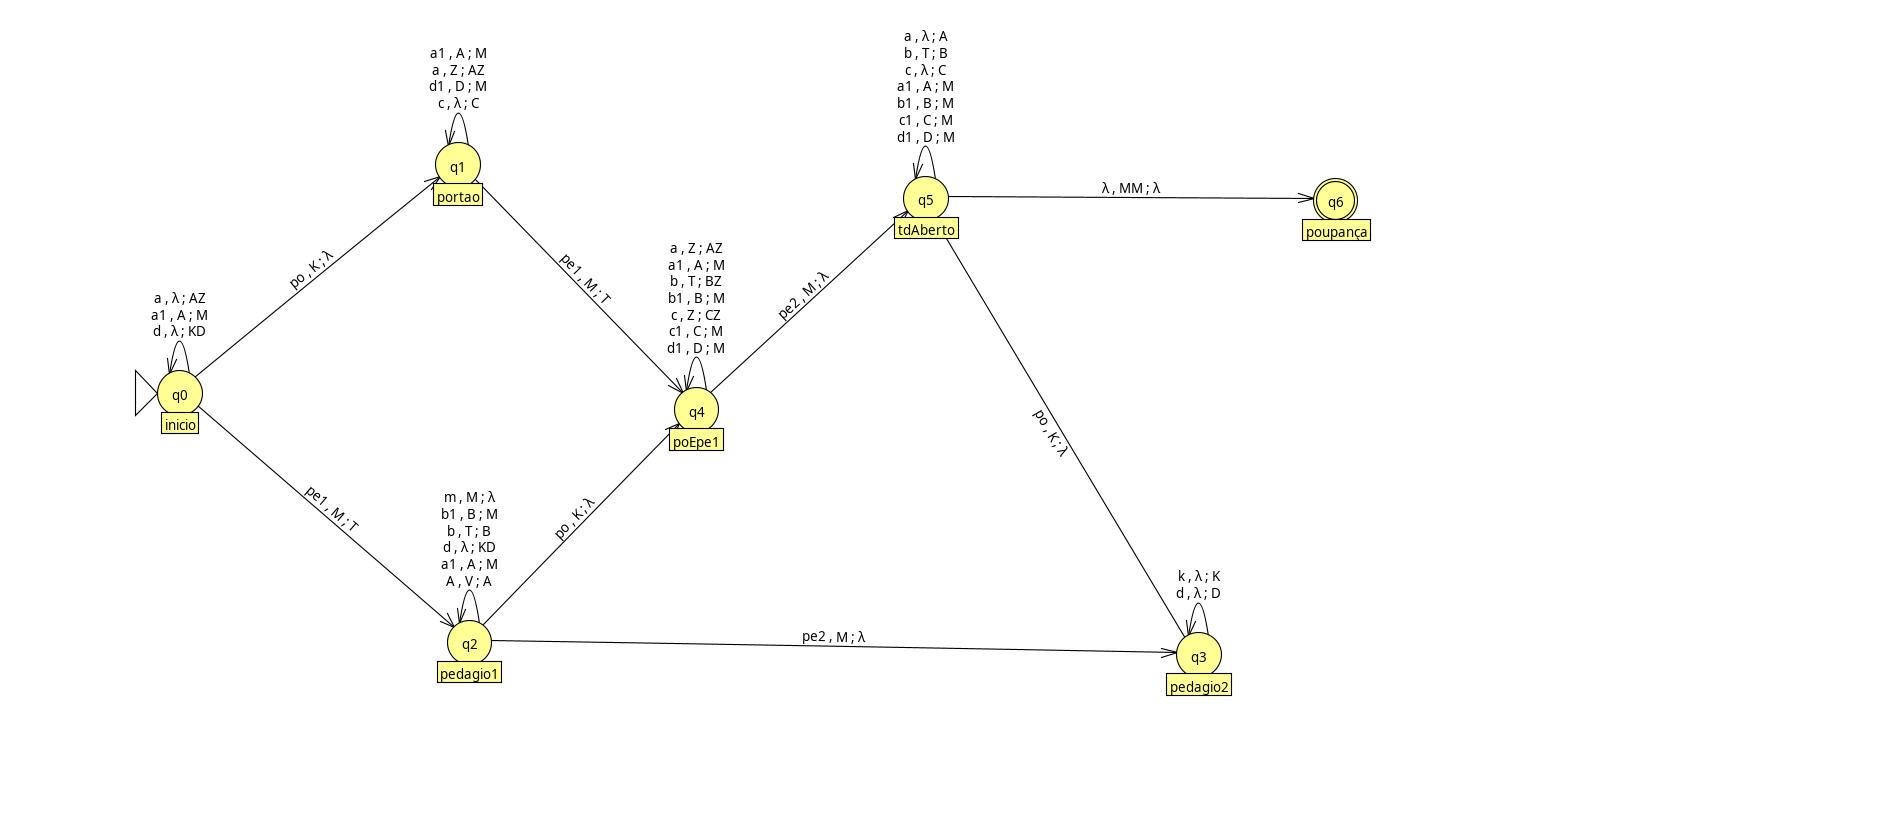 a , λ ; A
b , T ; B
c , λ ; C
a1 , A ; M
b1 , B ; M
c1 , C ; M
d1 , D ; M
a1 , A ; M
a , Z ; AZ
d1 , D ; M
c , λ ; C
q1
portao
q5
tdAberto
λ , MM ; λ
q6
poupança
po , K ; λ
pe1 , M ; T
a , Z ; AZ
a1 , A ; M
b , T ; BZ
b1 , B ; M
c , Z ; CZ
c1 , C ; M
d1 , D ; M
pe2 , M ; λ
a , λ ; AZ
a1 , A ; M
d , λ ; KD
q0
inicio
q4
poEpe1
po , K ; λ
pe1 , M ; T
po , K ; λ
m , M ; λ
b1 , B ; M
b , T ; B
d , λ ; KD
a1 , A ; M
A , V ; A
q2
pedagio1
pe2 , M ; λ
k , λ ; K
d , λ ; D
q3
pedagio2